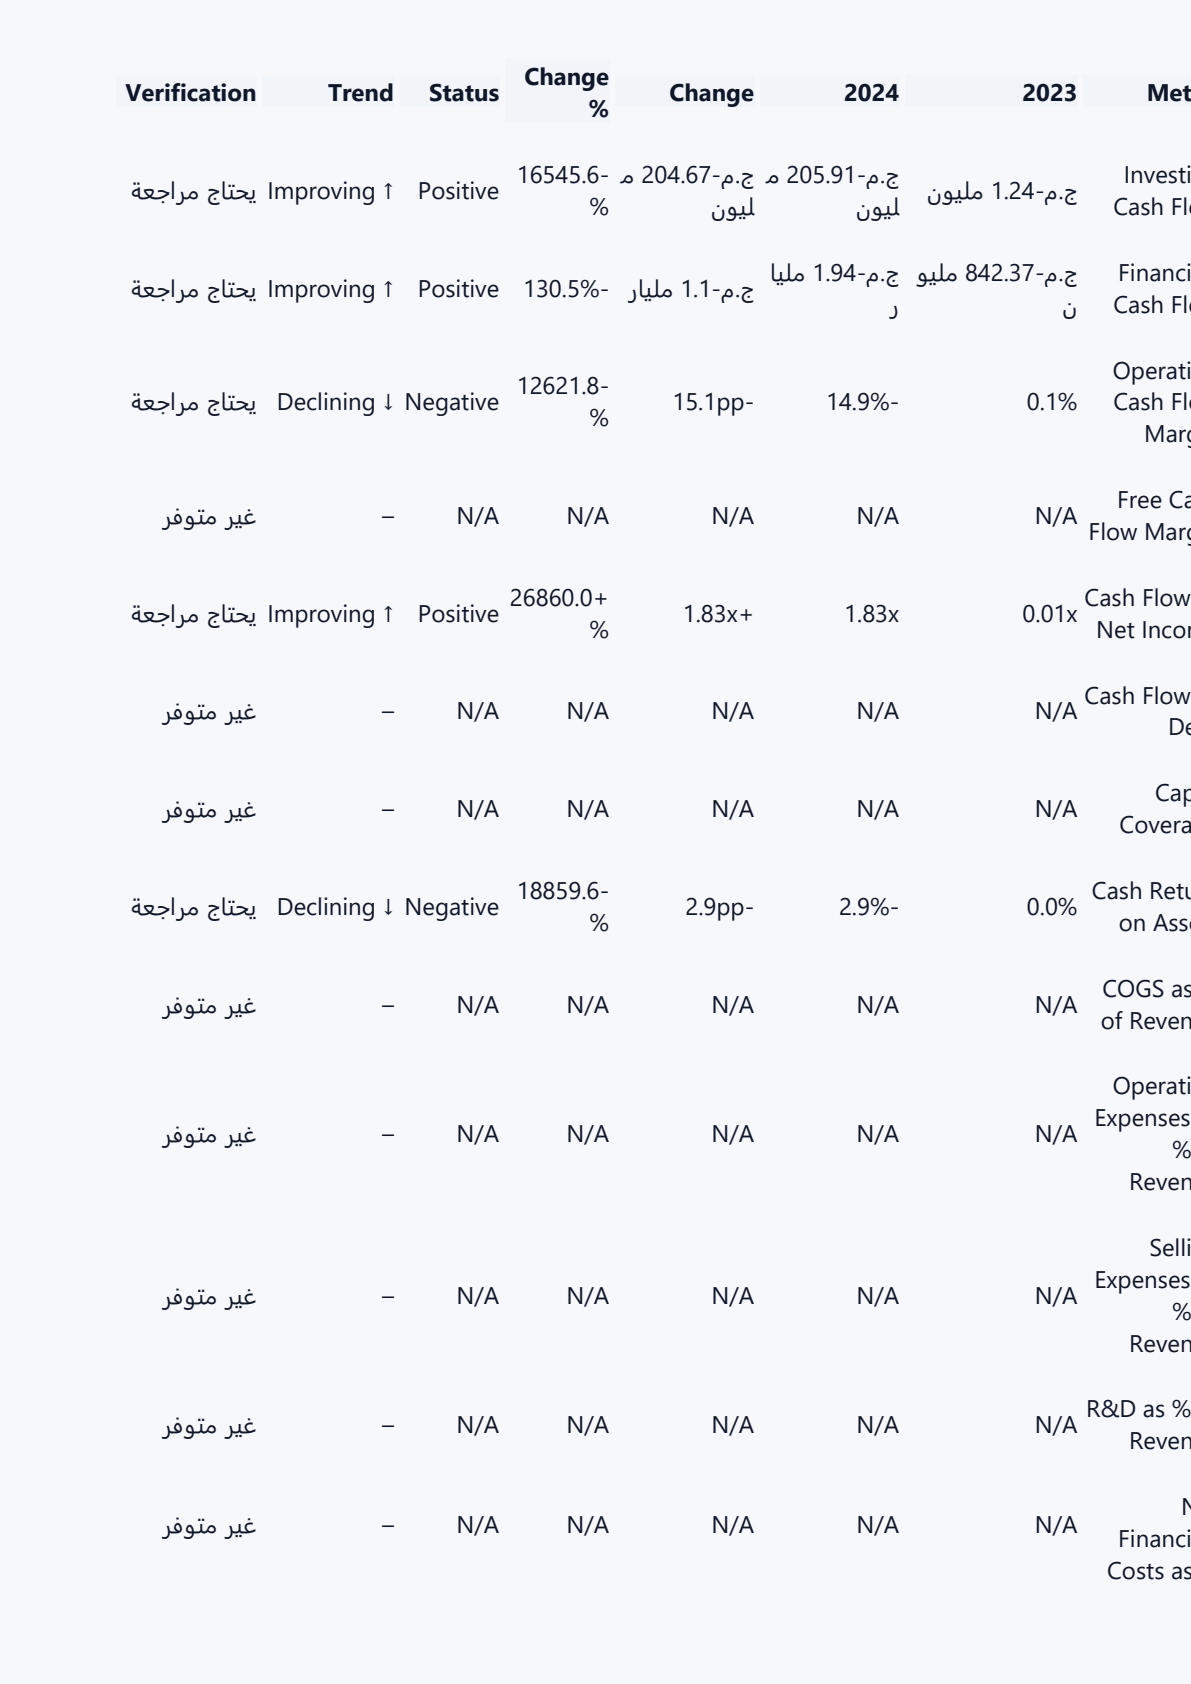 Met 2023 2024 Change Change % Status Trend Verification
Investi
Cash Fl
ج.م-1.24 مليون
ج.م-205.91 م
ليون
ج.م-204.67 م
ليون
16545.6-
%
Positive
Improving ↑
يحتاج مراجعة
Financi
Cash Fl
ج.م-842.37 مليو
ن
ج.م-1.94 مليا
ر
ج.م-1.1 مليار
130.5%-
Positive
Improving ↑
يحتاج مراجعة
Operati
Cash Fl
Marg
0.1%
14.9%-
15.1pp-
12621.8-
%
Negative
Declining ↓
يحتاج مراجعة
Free Ca
Flow Marg
N/A
N/A
N/A
N/A
N/A
–
غير متوفر
Cash Flow
Net Incor
0.01x
1.83x
1.83x+
26860.0+
%
Positive
Improving ↑
يحتاج مراجعة
Cash Flow
De
N/A
N/A
N/A
N/A
N/A
–
غير متوفر
Cap
Covera
N/A
N/A
N/A
N/A
N/A
–
غير متوفر
Cash Retu
on Ass
0.0%
2.9%-
2.9pp-
18859.6-
%
Negative
Declining ↓
يحتاج مراجعة
COGS as
of Reven
N/A
N/A
N/A
N/A
N/A
–
غير متوفر
Operati
Expenses
%
Reven
N/A
N/A
N/A
N/A
N/A
–
غير متوفر
Selli
Expenses
%
Reven
N/A
N/A
N/A
N/A
N/A
–
غير متوفر
R&D as %
Reven
N/A
N/A
N/A
N/A
N/A
–
غير متوفر
N
Financi
Costs as
N/A
N/A
N/A
N/A
N/A
–
غير متوفر